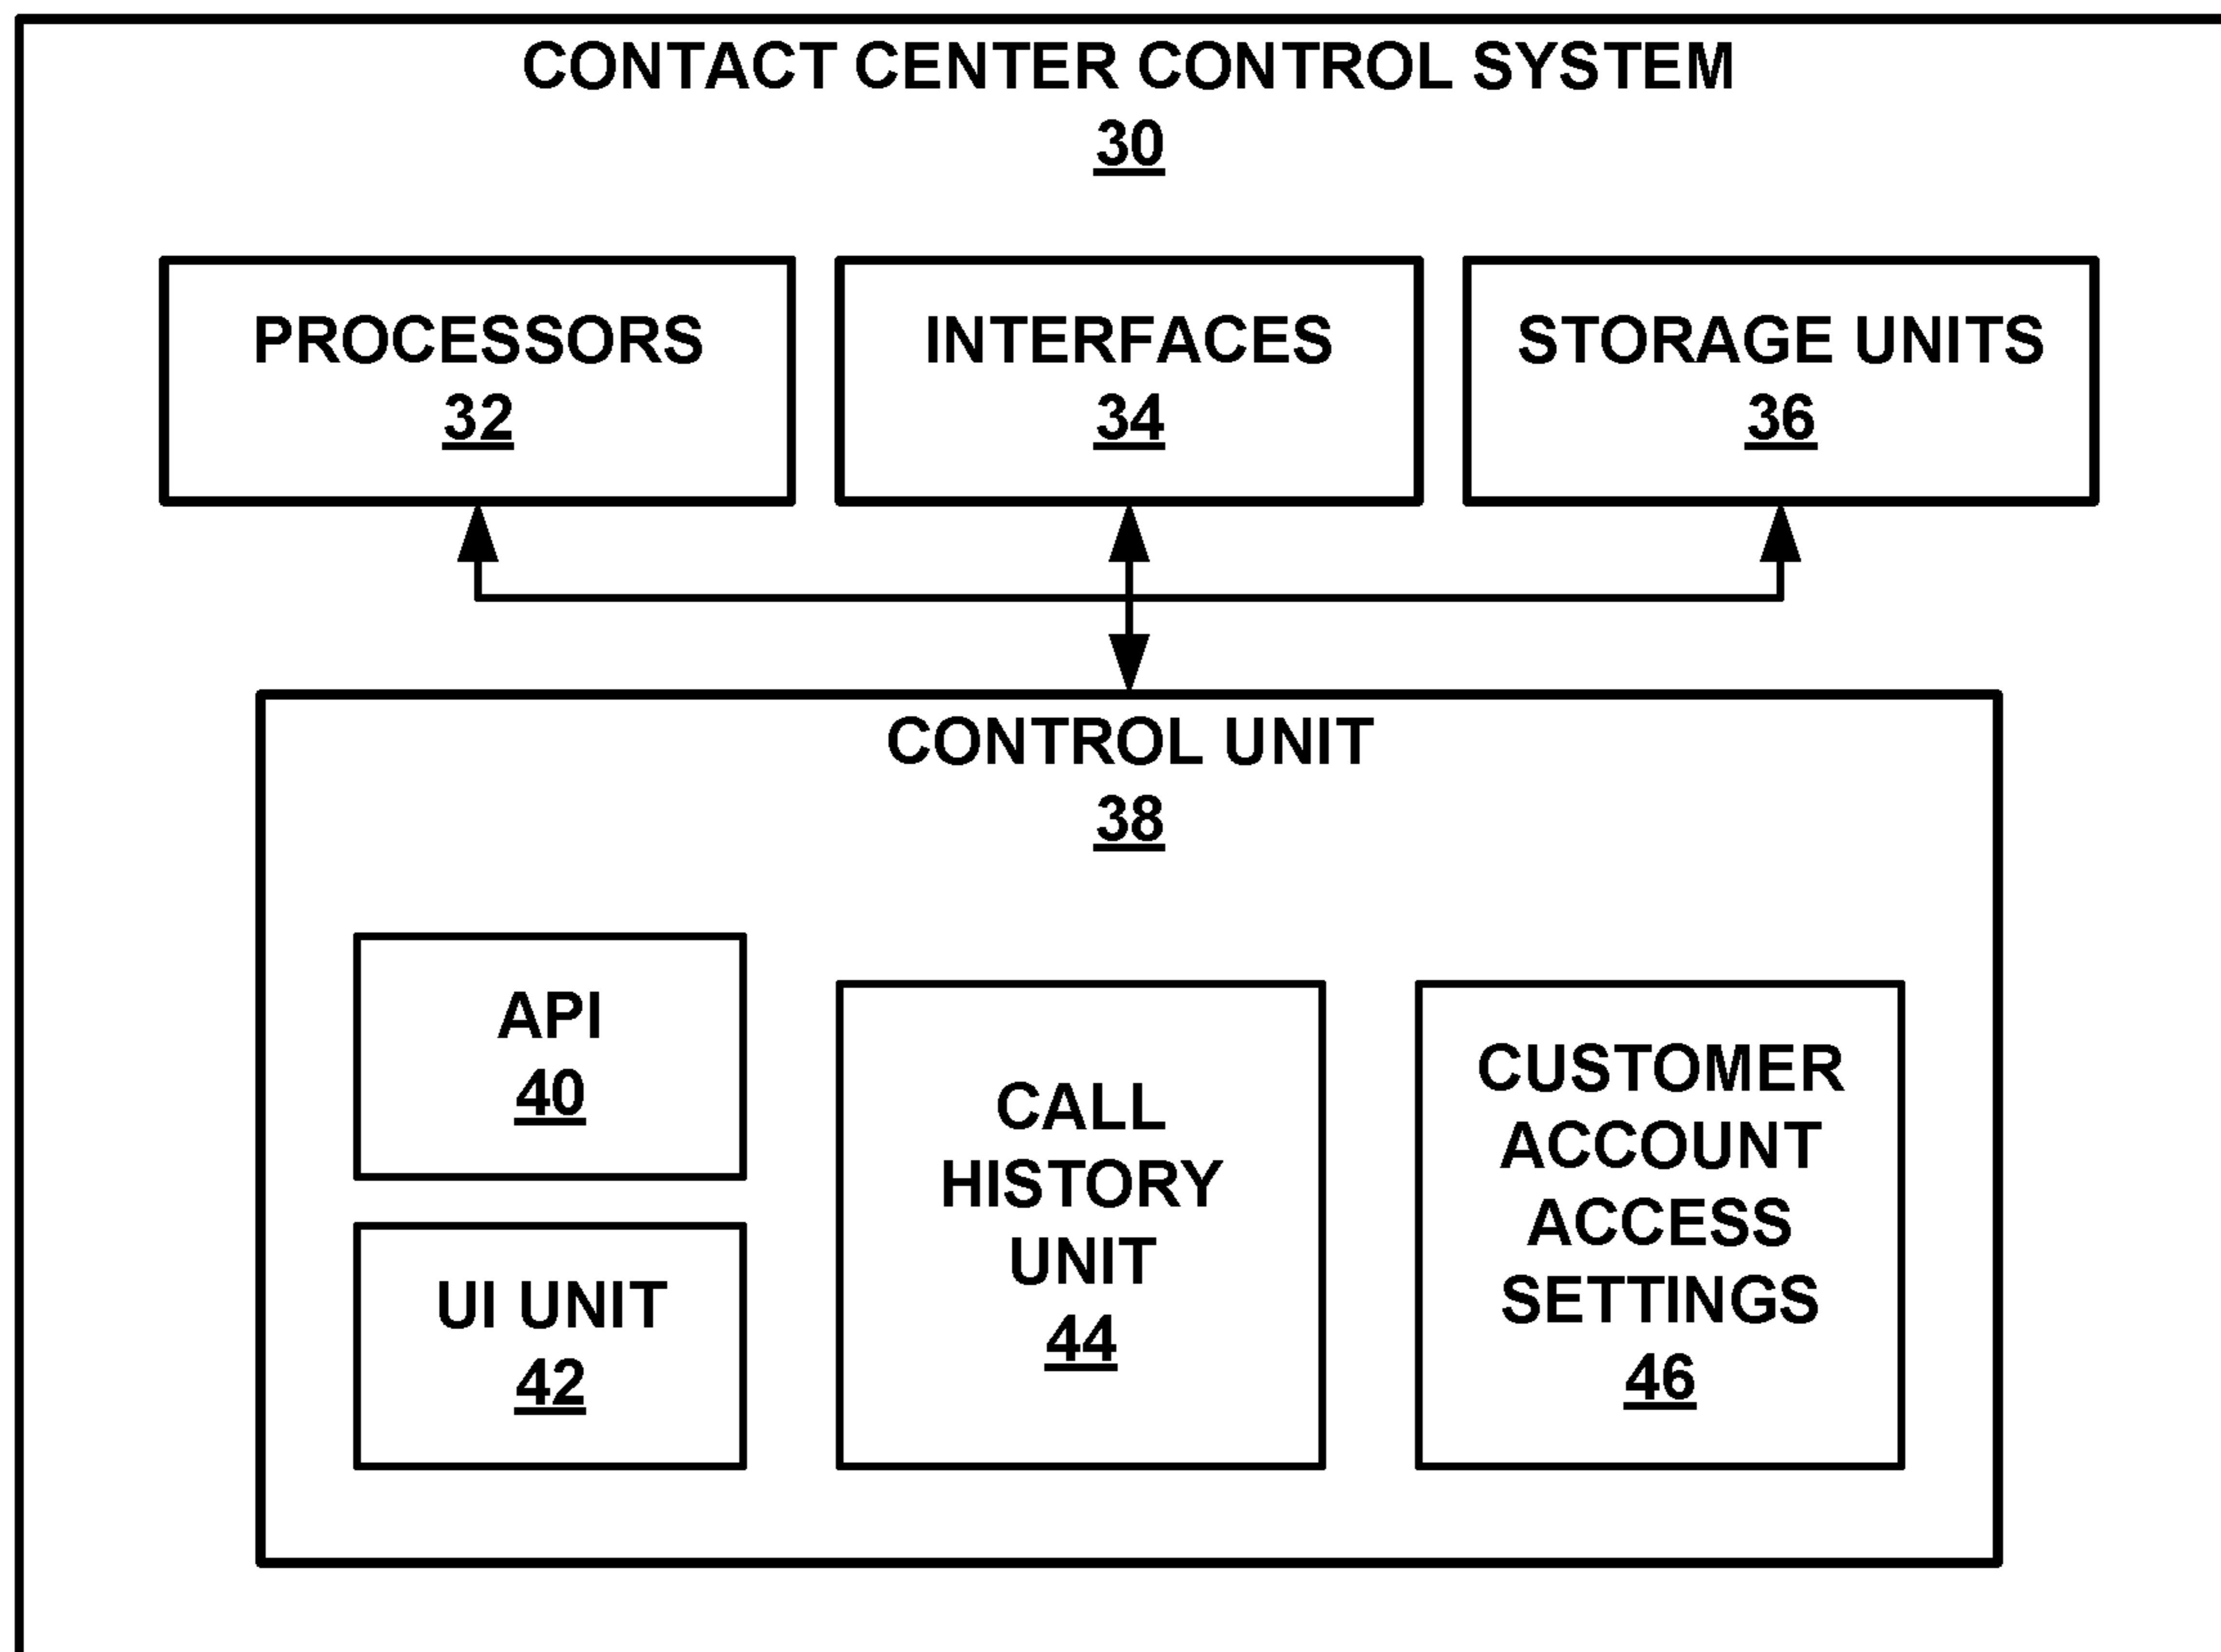 CONTACT CENTER CONTROL SYSTEM
30
PROCESSORS
32
INTERFACES
34
STORAGE UNITS
36
CONTROL UNIT
38
API
40
UI UNIT
42
CALL
HISTORY
UNIT
44
CUSTOMER
ACCOUNT
ACCESS
SETTINGS
46